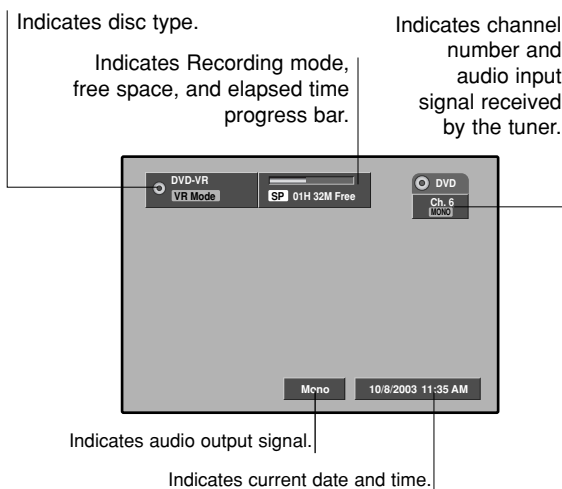 Indicates disc type.
Indicates Recording mode,
free space, and elapsed time
progress bar.
Indicates channel
number and
audio input
signal received
by the tuner.
DVD-VR
VR Mode
SP 01H 32M Free
DVD
Ch. 6
MONO
Mono
10/8/2003 11:35 AM
Indicates audio output signal.
Indicates current date and time.